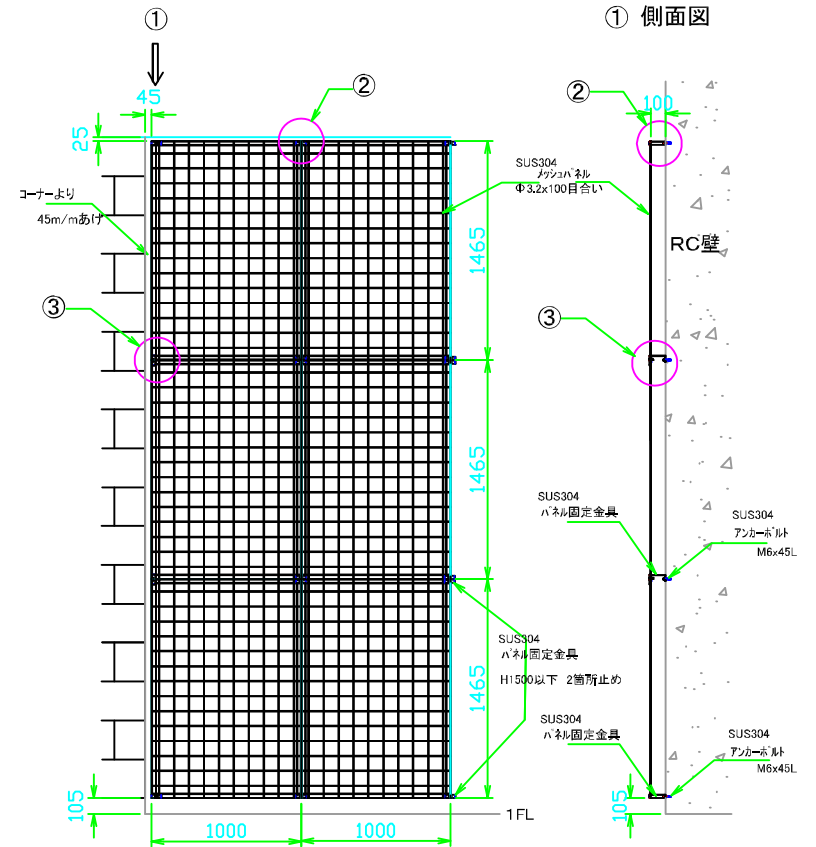 ①
① 側面図
②
②
45
100
25
SUS304
メッシュパネル
Φ3.2x100目合い
コーナーより
45m/mあけ
1465
RC壁
③
③
1465
SUS304
パネル固定金具
SUS304
アンカーボルト
M6x45L
SUS304
パネル固定金具
H1500以下 2箇所止め
1465
SUS304
パネル固定金具
SUS304
アンカーボルト
M6x45L
105
105
1FL
1000
1000